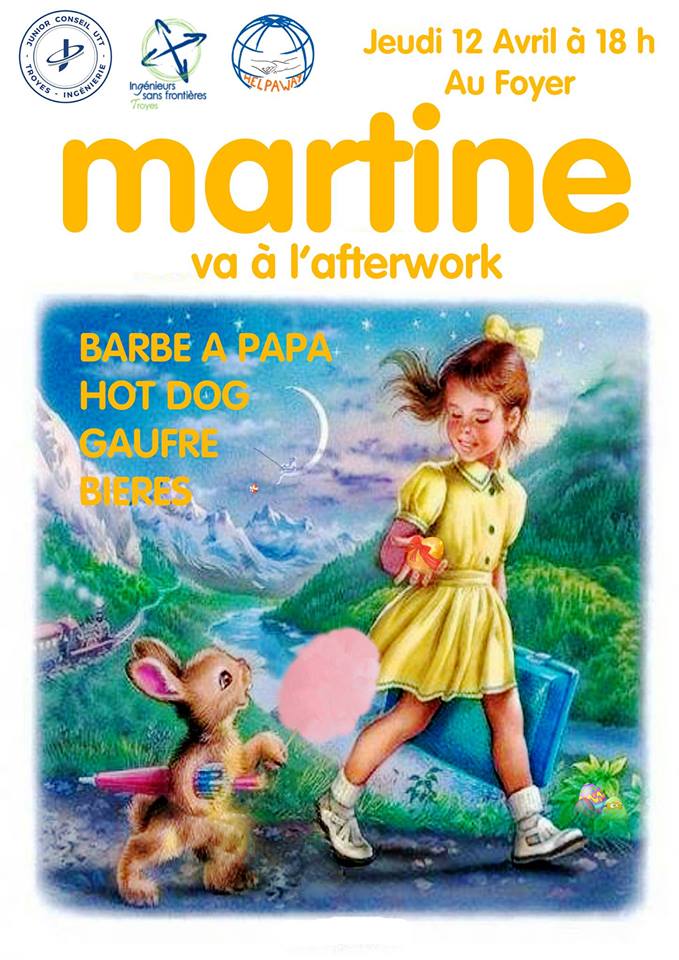 JUNIOR CONSEIL UTT
TROYES - INGÉNIERIE
Ingénieurs
sans frontières
Troyes
HELPAWAY
Jeudi 12 Avril à 18 h
Au Foyer
martine
va à l'afterwork
BARBE A PAPA
HOT DOG
GAUFRE
BIERES